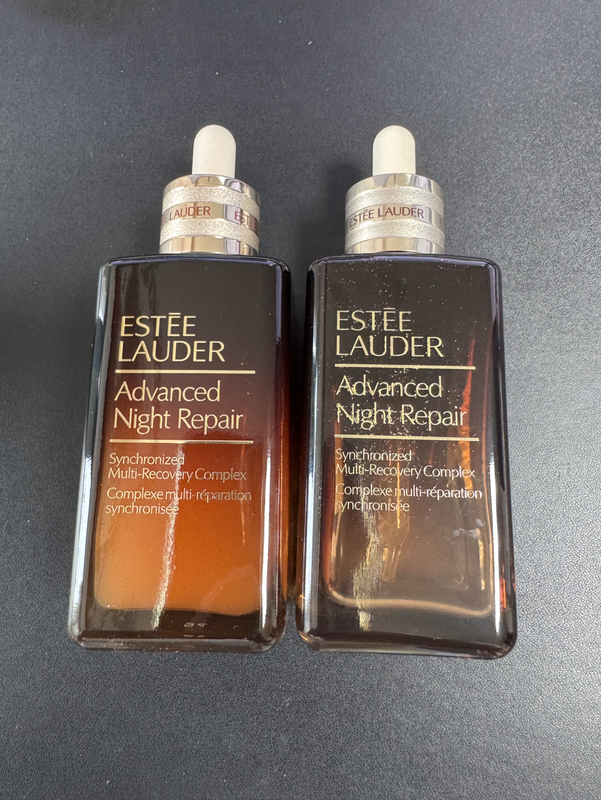 LAUDER EST
ESTĒE
LAUDER
Advanced
Night Repair
Synchronized
Multi-Recovery Complex
Complexe multi-réparation
synchronisée
ESTĒE LAUDER
ESTĒE
LAUDER
Advanced
Night Repair
Synchronized
Multi-Recovery Complex
Complexe multi-réparation
synchronisée